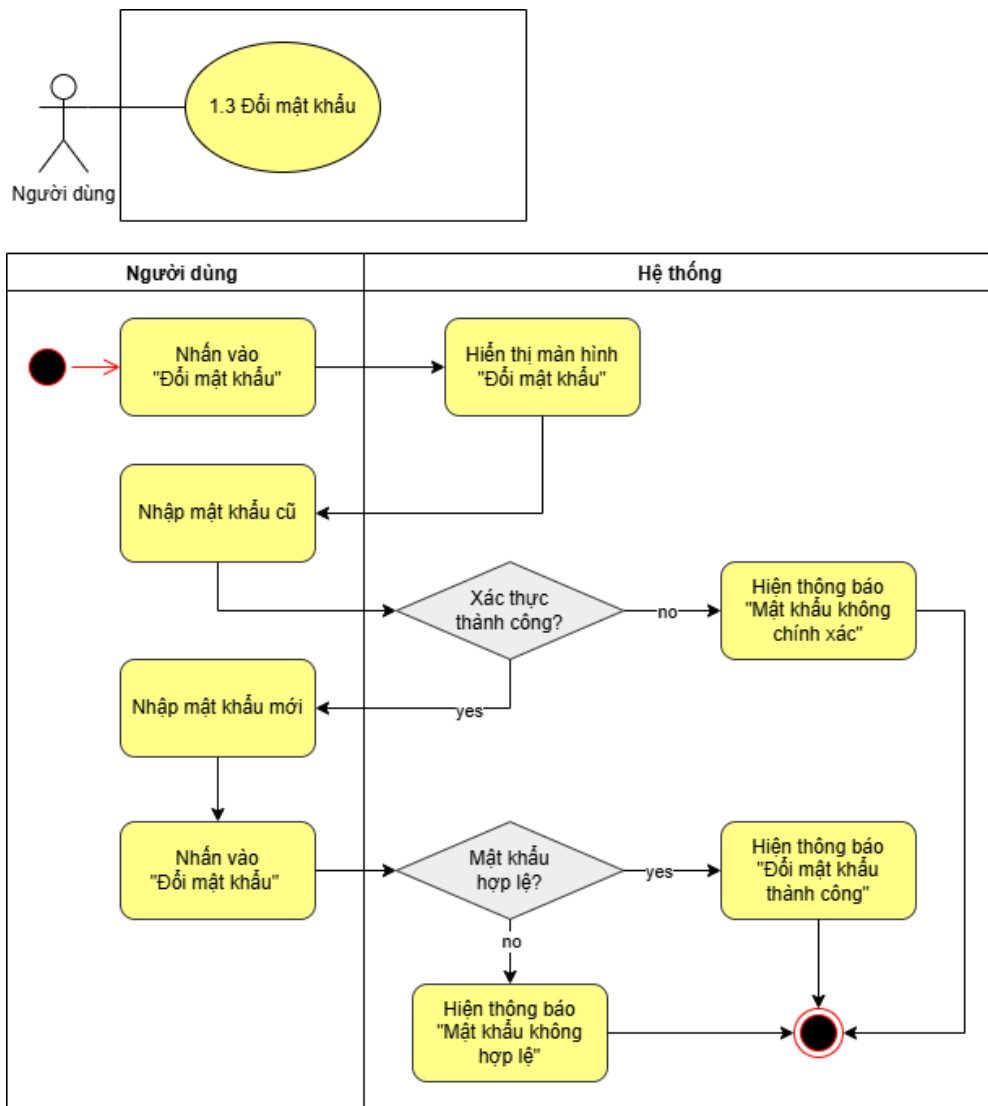 1.3 Đổi mật khẩu
Người dùng
Người dùng
Hệ thống
Nhấn vào
"Đổi mật khẩu"
Hiển thị màn hình
"Đổi mật khẩu"
Nhập mật khẩu cũ
Xác thực
thành công?
no
Hiện thông báo
"Mật khẩu không
chính xác"
Nhập mật khẩu mới
yes
Nhấn vào
"Đổi mật khẩu"
Mật khẩu
hợp lệ?
yes
Hiện thông báo
"Đổi mật khẩu
thành công"
no
Hiện thông báo
"Mật khẩu không
hợp lệ"